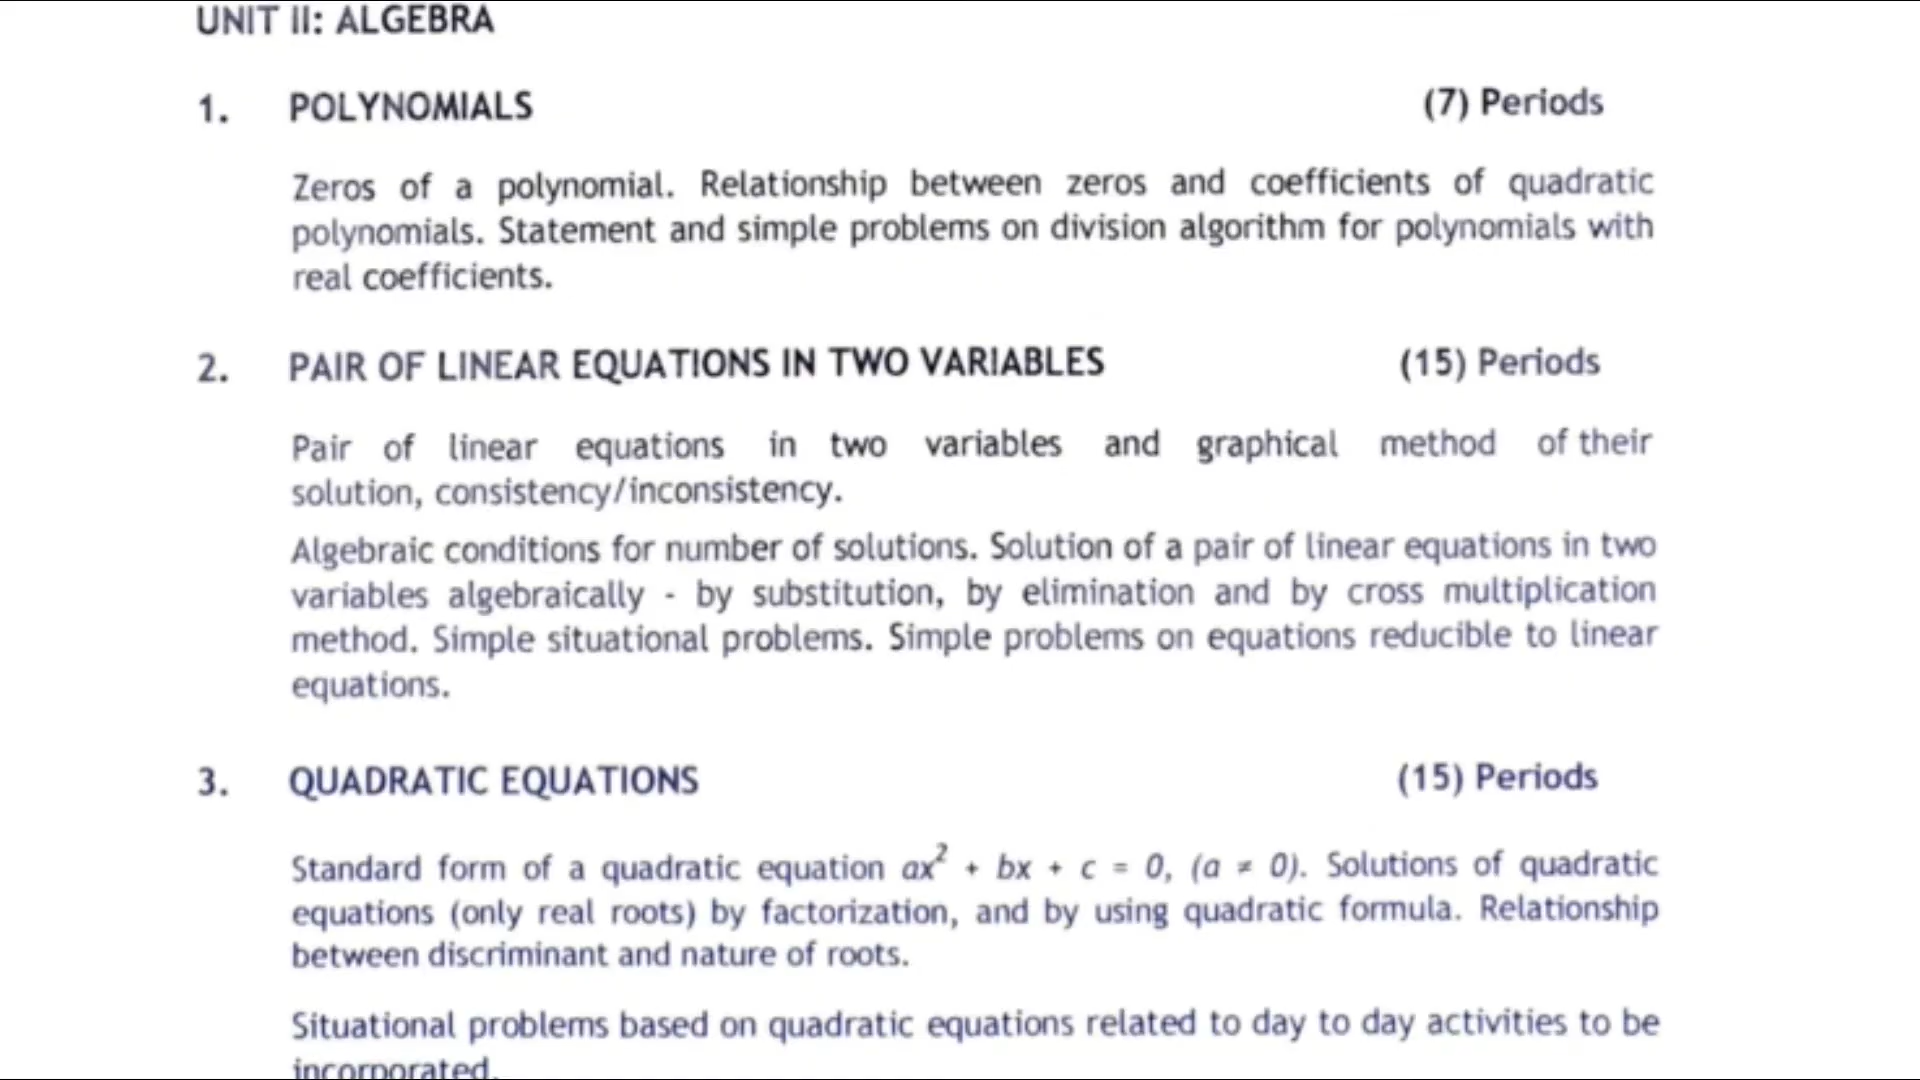 UNIT II: ALGEBRA
1. POLYNOMIALS (7) Periods
Zeros of a polynomial. Relationship between zeros and coefficients of quadratic
polynomials. Statement and simple problems on division algorithm for polynomials with
real coefficients.
2. PAIR OF LINEAR EQUATIONS IN TWO VARIABLES (15) Periods
Pair of linear equations in two variables and graphical method of their
solution, consistency/inconsistency.
Algebraic conditions for number of solutions. Solution of a pair of linear equations in two
variables algebraically - by substitution, by elimination and by cross multiplication
method. Simple situational problems. Simple problems on equations reducible to linear
equations.
3. QUADRATIC EQUATIONS (15) Periods
Standard form of a quadratic equation ax² + bx + c = 0, (a ≠ 0). Solutions of quadratic
equations (only real roots) by factorization, and by using quadratic formula. Relationship
between discriminant and nature of roots.
Situational problems based on quadratic equations related to day to day activities to be
incorporated.